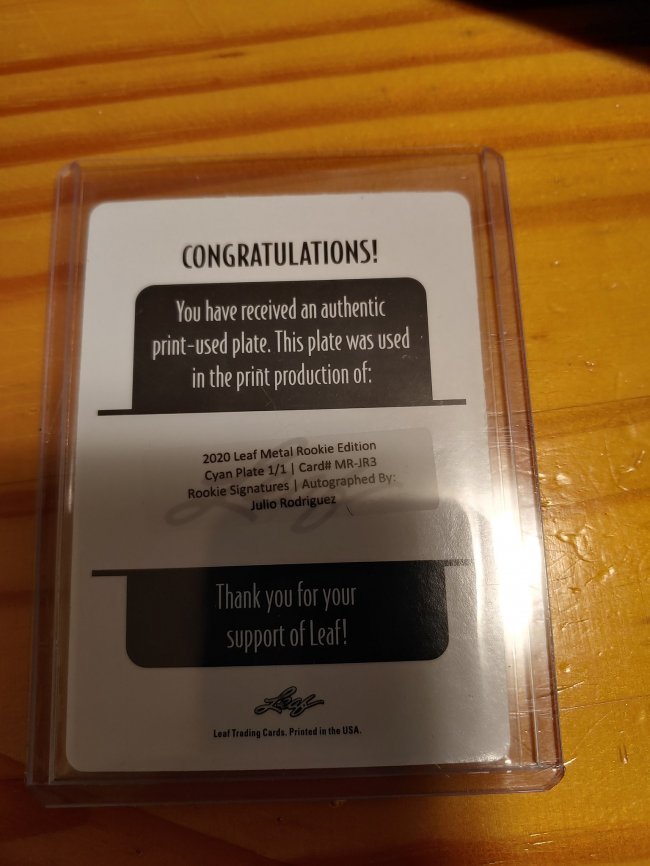 CONGRATULATIONS!
You have received an authentic
print-used plate. This plate was used
in the print production of:
2020 Leaf Metal Rookie Edition
Cyan Plate 1/1 | Card# MR-JR3
Rookie Signatures | Autographed By:
Julio Rodriguez
Thank you for your
support of Leaf!
Leaf
Leaf Trading Cards. Printed in the USA.